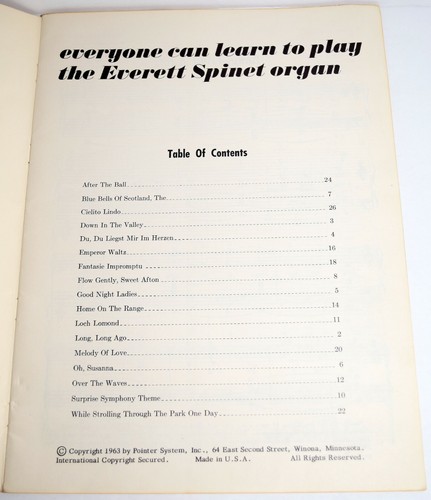 everyone can learn to play
the Everett Spinet organ
Table Of Contents
After The Ball 24
Blue Bells Of Scotland, The 7
Cielito Lindo 26
Down In The Valley 3
Du, Du Liegst Mir Im Herzen 4
Emperor Waltz 16
Fantasie Impromptu 18
Flow Gently, Sweet Afton 8
Good Night Ladies 5
Home On The Range 14
Loch Lomond 11
Long, Long Ago 2
Melody Of Love 20
Oh, Susanna 6
Over The Waves 12
Surprise Symphony Theme 10
While Strolling Through The Park One Day 22
© Copyright 1963 by Pointer System, Inc., 64 East Second Street, Winona, Minnesota.
International Copyright Secured. Made in U.S.A. All Rights Reserved.